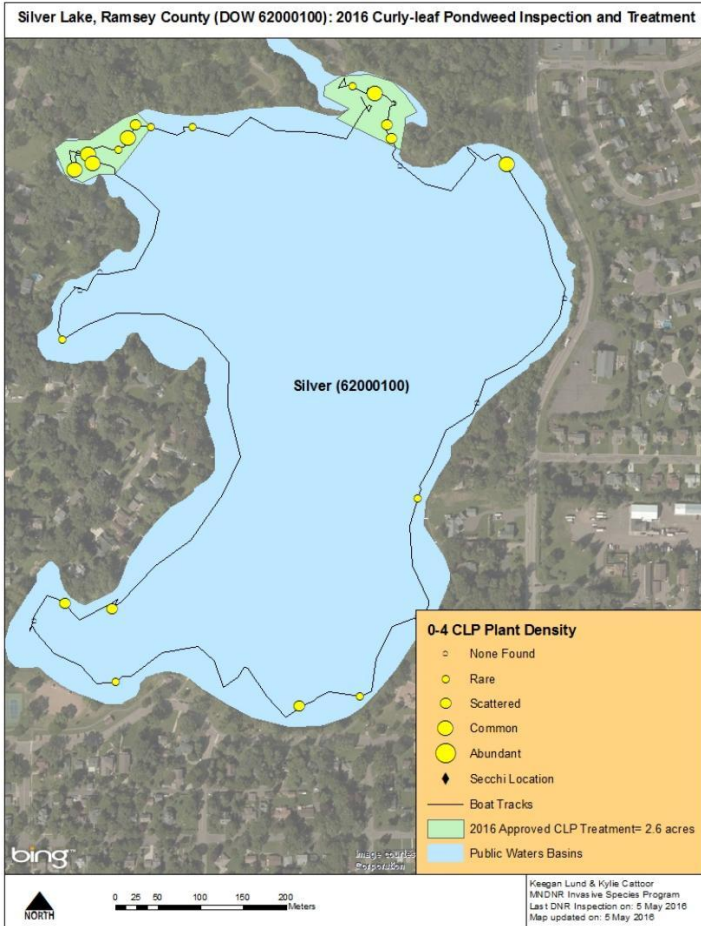 Silver Lake, Ramsey County (DOW 62000100): 2016 Curly-leaf Pondweed Inspection and Treatment
Silver (62000100)
0-4 CLP Plant Density
None Found
Rare
Scattered
Common
Abundant
Secchi Location
Boat Tracks
2016 Approved CLP Treatment= 2.6 acres
Public Waters Basins
bing
Image courtes
Corporation
NORTH
0 25 50 100 150 200
Meters
Keegan Lund & Kylie Cattoor
MNDNR Invasive Species Program
Last DNR Inspection on: 5 May 2016
Map updated on: 5 May 2016